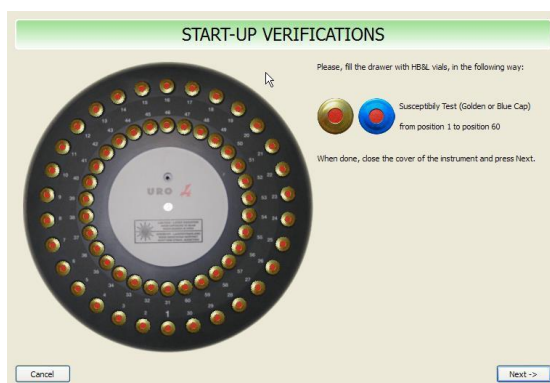 START-UP VERIFICATIONS
Please, fill the drawer with HB&L vials, in the following way:
Susceptibily Test (Golden or Blue Cap)
from position 1 to position 60
When done, close the cover of the instrument and press Next.
URO
Cancel
Next ->